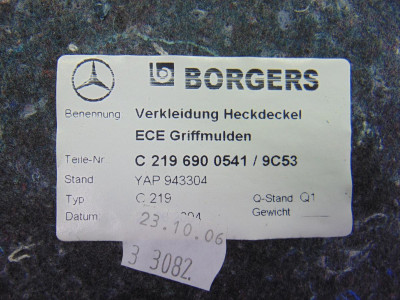 BORGERS
Benennung Verkleidung Heckdeckel
ECE Griffmulden
Teile-Nr C 219 690 0541 / 9C53
Stand YAP 943304
Typ C 219 Q-Stand Q1
Datum Gewicht
23.10.06
3 3082